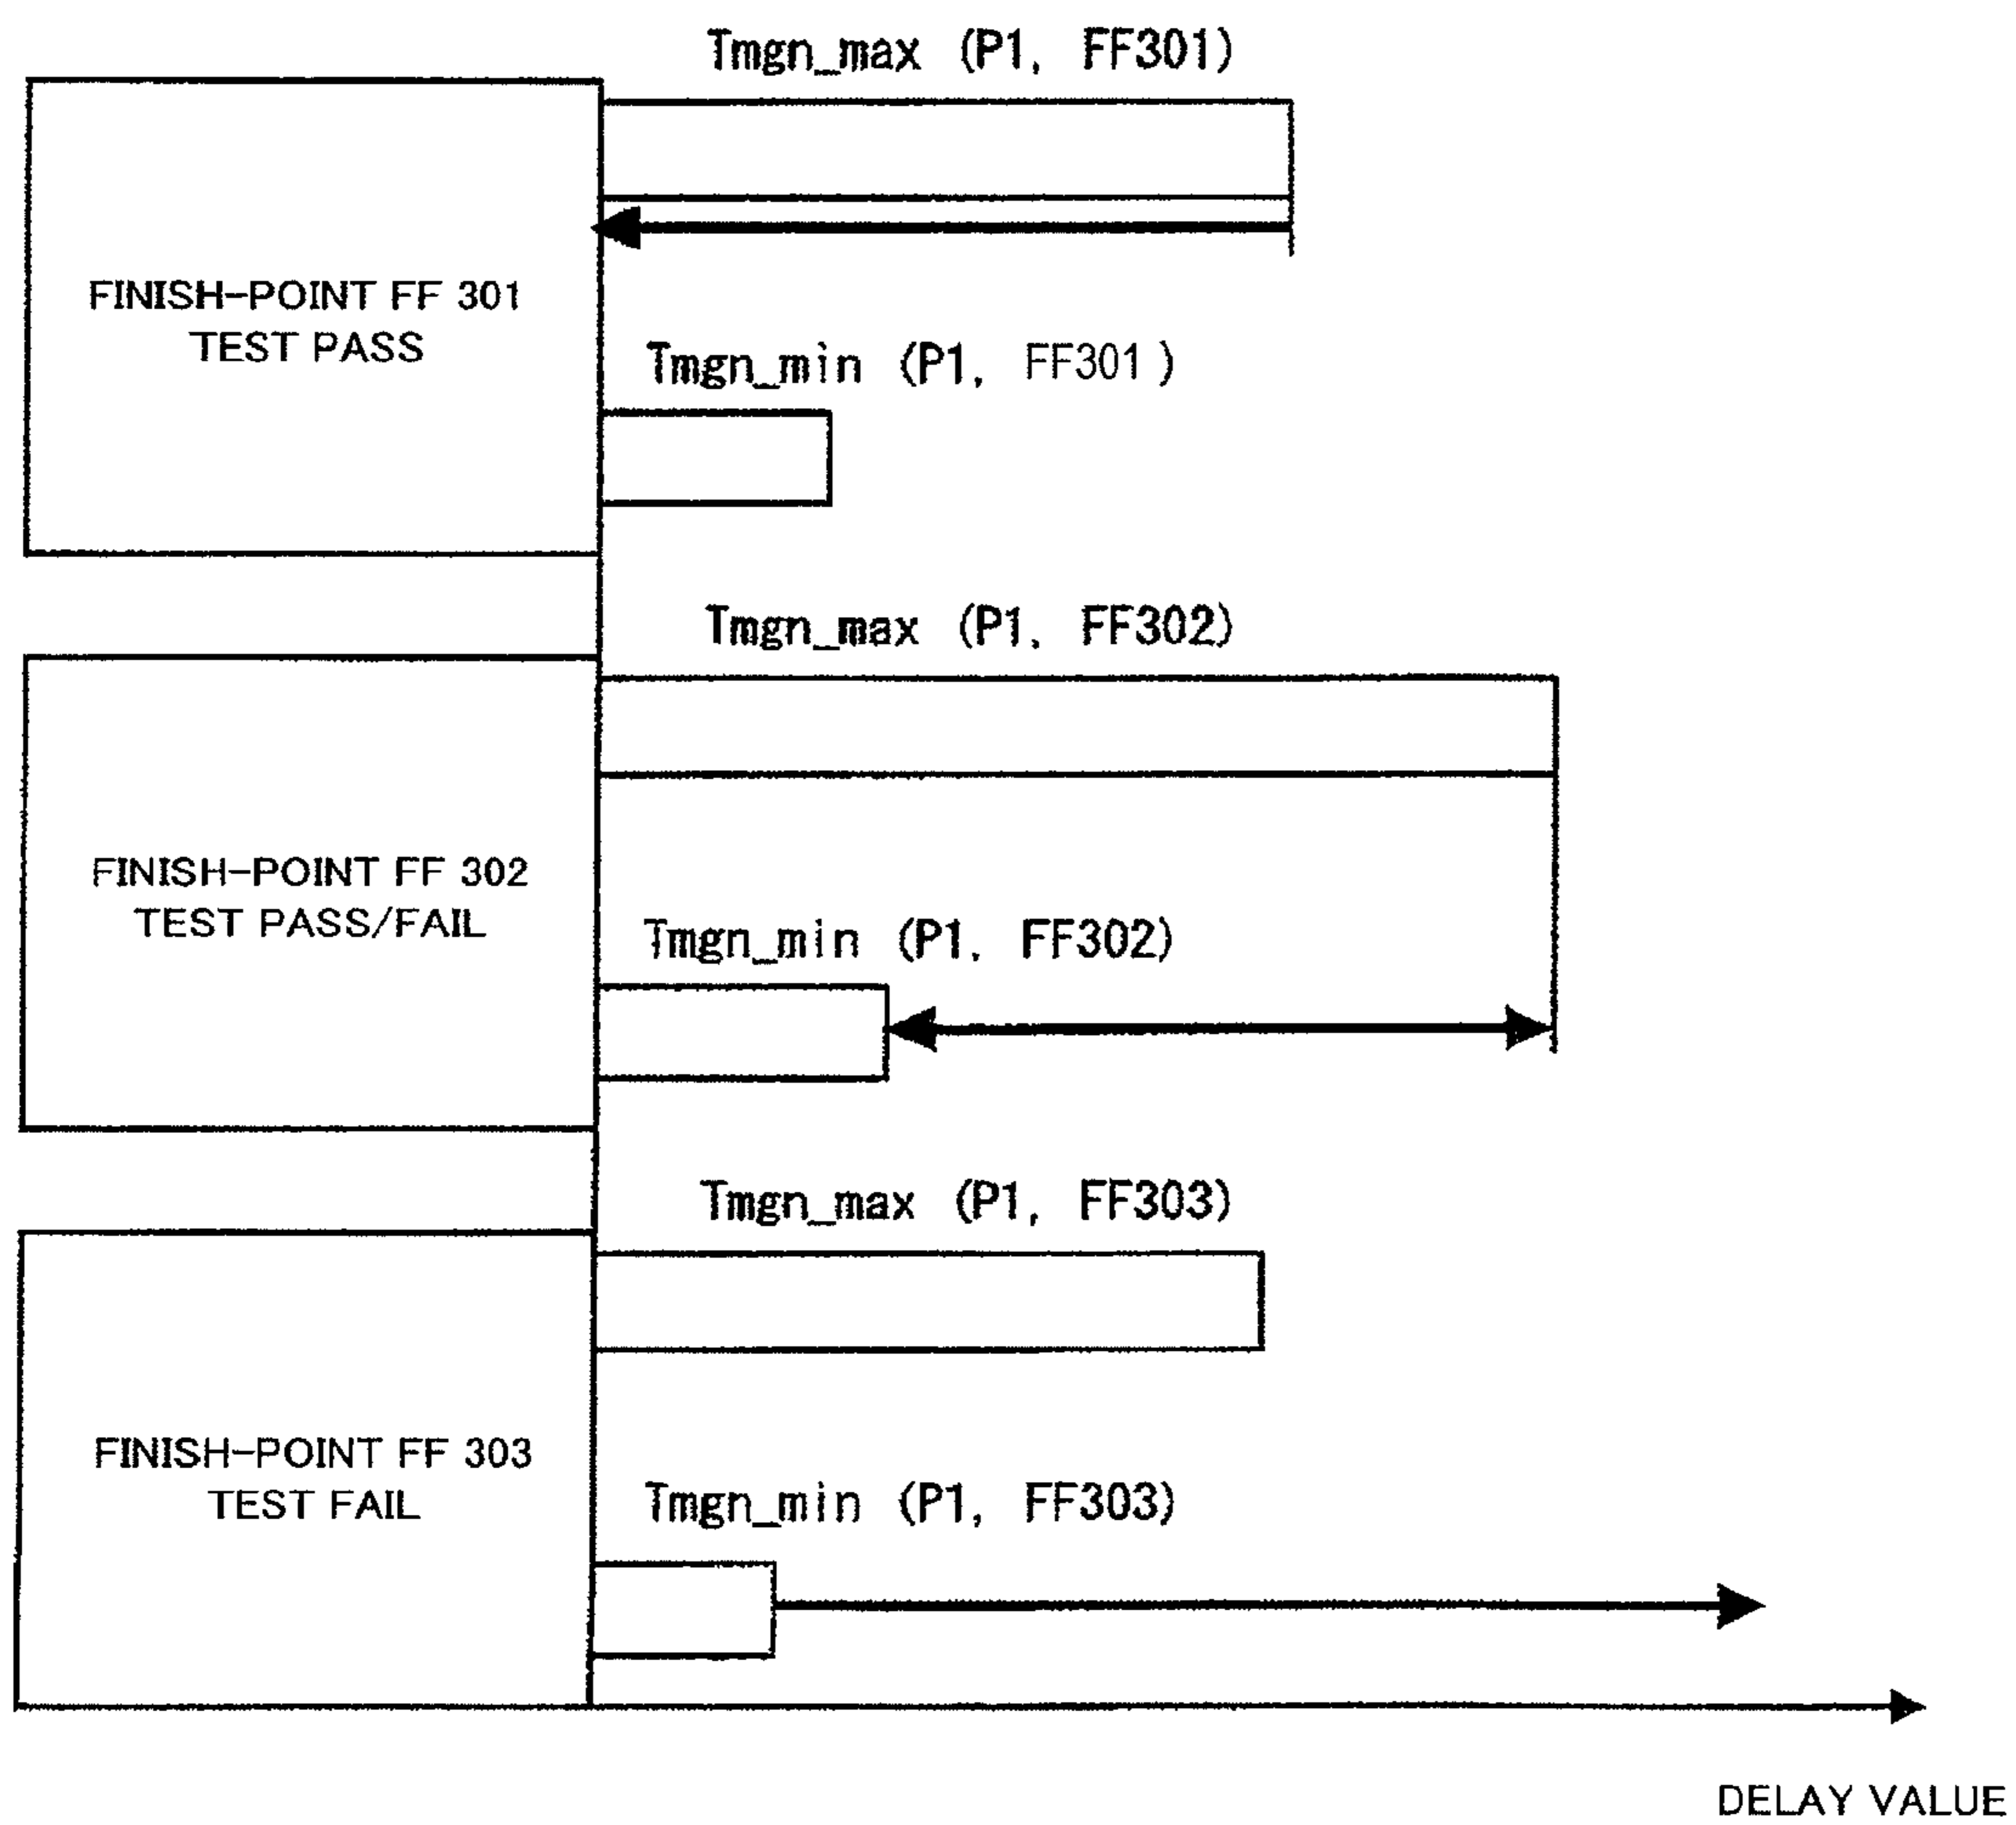 Tmgn_max (P1, FF301)
FINISH-POINT FF 301
TEST PASS
Tmgn_min (P1, FF301)
Tmgn_max (P1, FF302)
FINISH-POINT FF 302
TEST PASS/FAIL
Tmgn_min (P1, FF302)
Tmgn_max (P1, FF303)
FINISH-POINT FF 303
TEST FAIL
Tmgn_min (P1, FF303)
DELAY VALUE